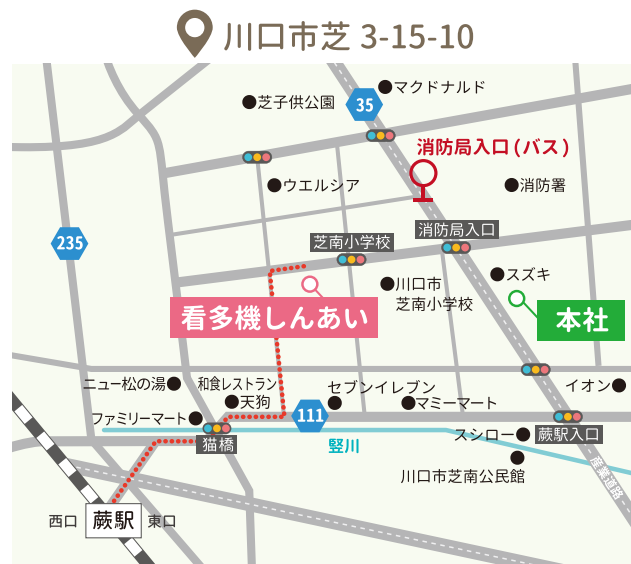 川口市芝 3-15-10
マクドナルド
芝子供公園
35
消防局入口(バス)
ウエルシア
消防署
消防局入口
235
芝南小学校
スズキ
川口市
芝南小学校
看多機しんあい
本社
ニュー松の湯
和食レストラン
天狗
セブンイレブン
イオン
マミーマート
ファミリーマート
111
猫橋
竪川
スシロー
蕨駅入口
川口市芝南公民館
産業道路
西口
蕨駅
東口